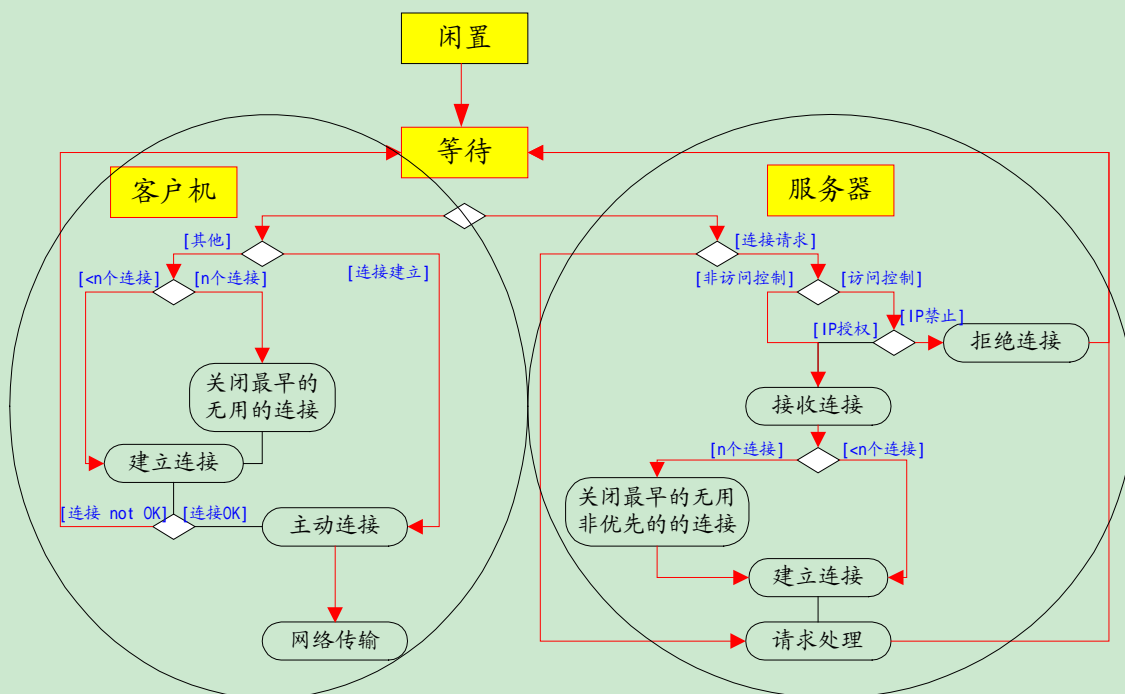 闲置
等待
客户机
服务器
[其他]
[连接请求]
[<n个连接]
[n个连接]
[连接建立]
[非访问控制]
[访问控制]
[IP授权]
[IP禁止]
拒绝连接
关闭最早的
无用的连接
接收连接
建立连接
[n个连接]
[<n个连接]
关闭最早的无用
非优先的的连接
[连接 not OK]
[连接OK]
主动连接
建立连接
网络传输
请求处理